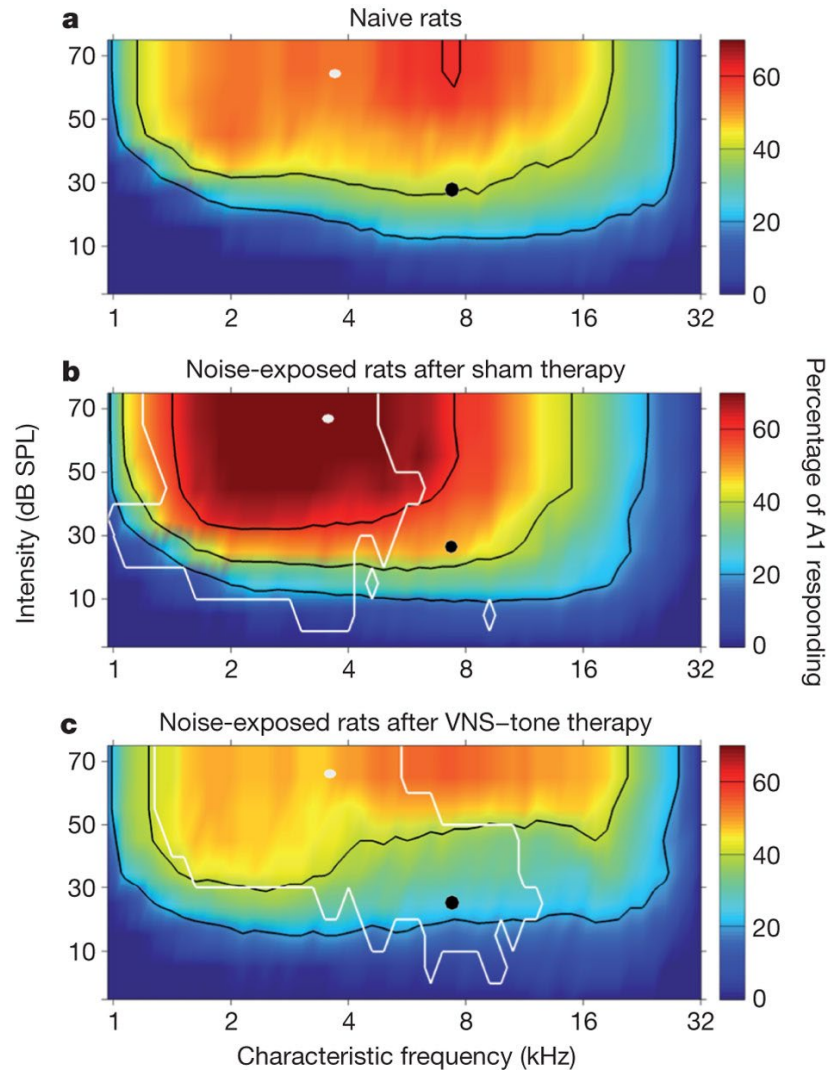 a Naive rats
70
50
30
10
1 2 4 8 16 32
60
40
20
0
b Noise-exposed rats after sham therapy
70
50
30
10
1 2 4 8 16 32
60
40
20
0
c Noise-exposed rats after VNS–tone therapy
70
50
30
10
1 2 4 8 16 32
60
40
20
0
Intensity (dB SPL)
Percentage of A1 responding
Characteristic frequency (kHz)